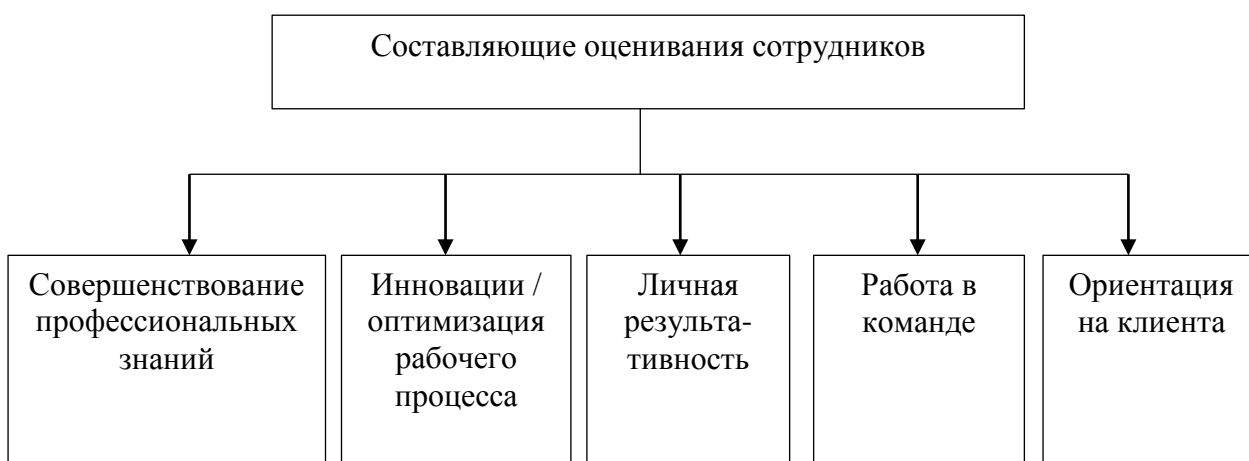 Составляющие оценивания сотрудников
Совершенствование
профессиональных
знаний
Инновации /
оптимизация
рабочего
процесса
Личная
результа-
тивность
Работа в
команде
Ориентация
на клиента